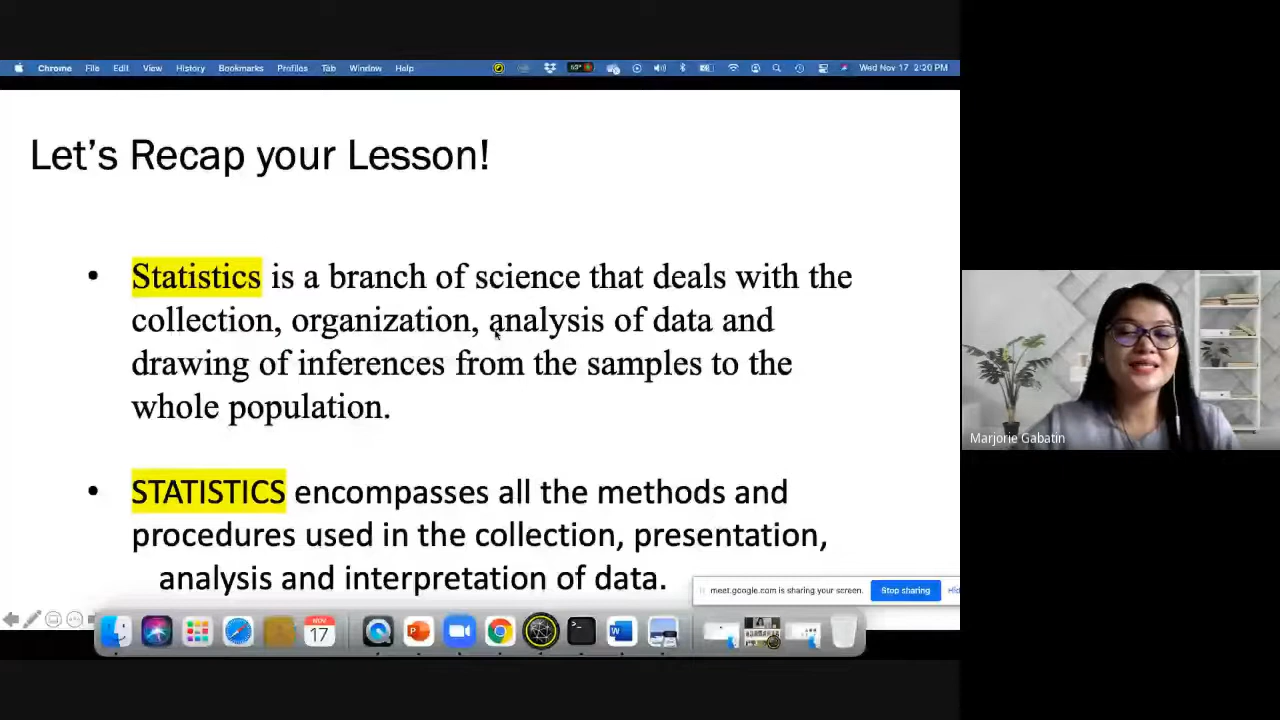 Chrome File Edit View History Bookmarks Profiles Tab Window Help Wed Nov 17 2:20 PM
Let's Recap your Lesson!
• Statistics is a branch of science that deals with the
collection, organization, analysis of data and
drawing of inferences from the samples to the
whole population.
• STATISTICS encompasses all the methods and
procedures used in the collection, presentation,
analysis and interpretation of data.
meet.google.com is sharing your screen. Stop sharing
NOV
17
Marjorie Gabatin